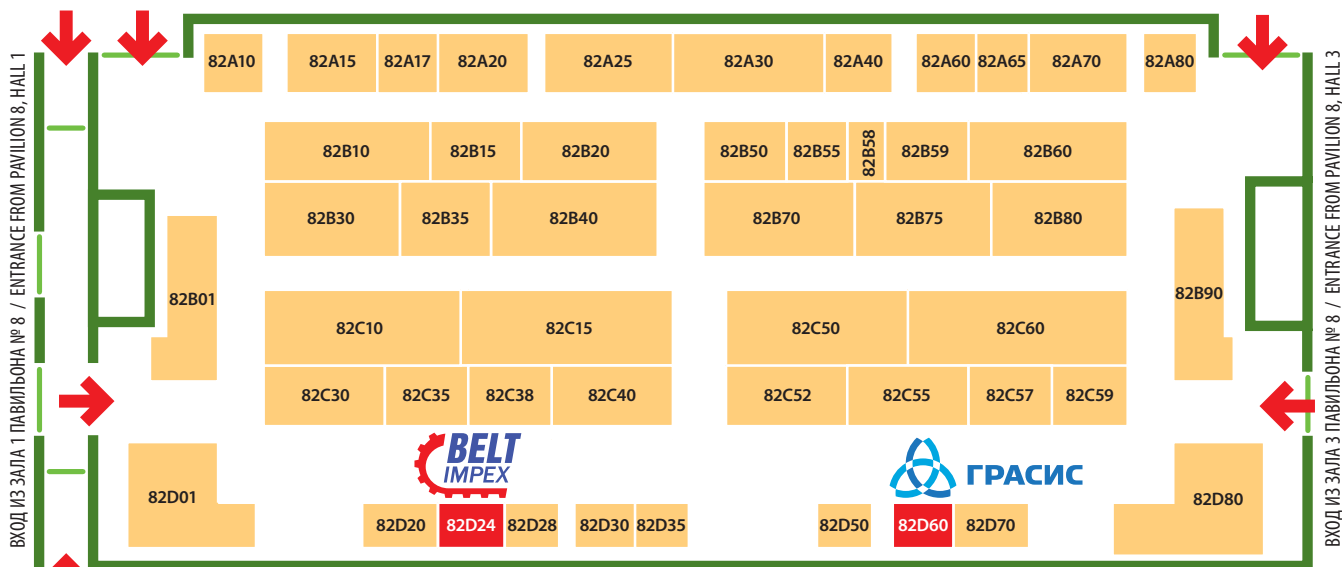 82A10 82A15 82A17 82A20 82A25 82A30 82A40 82A60 82A65 82A70 82A80
82B10 82B15 82B20 82B50 82B55 82B58 82B59 82B60
82B30 82B35 82B40 82B70 82B75 82B80
82B01 82B90
82C10 82C15 82C50 82C60
82C30 82C35 82C38 82C40 82C52 82C55 82C57 82C59
BELT
IMPEX
ГРАСИС
82D01 82D80
82D20 82D24 82D28 82D30 82D35 82D50 82D60 82D70
ВХОД ИЗ ЗАЛА 1 ПАВИЛЬОНА № 8 / ENTRANCE FROM PAVILION 8, HALL 1
ВХОД ИЗ ЗАЛА 3 ПАВИЛЬОНА № 8 / ENTRANCE FROM PAVILION 8, HALL 3